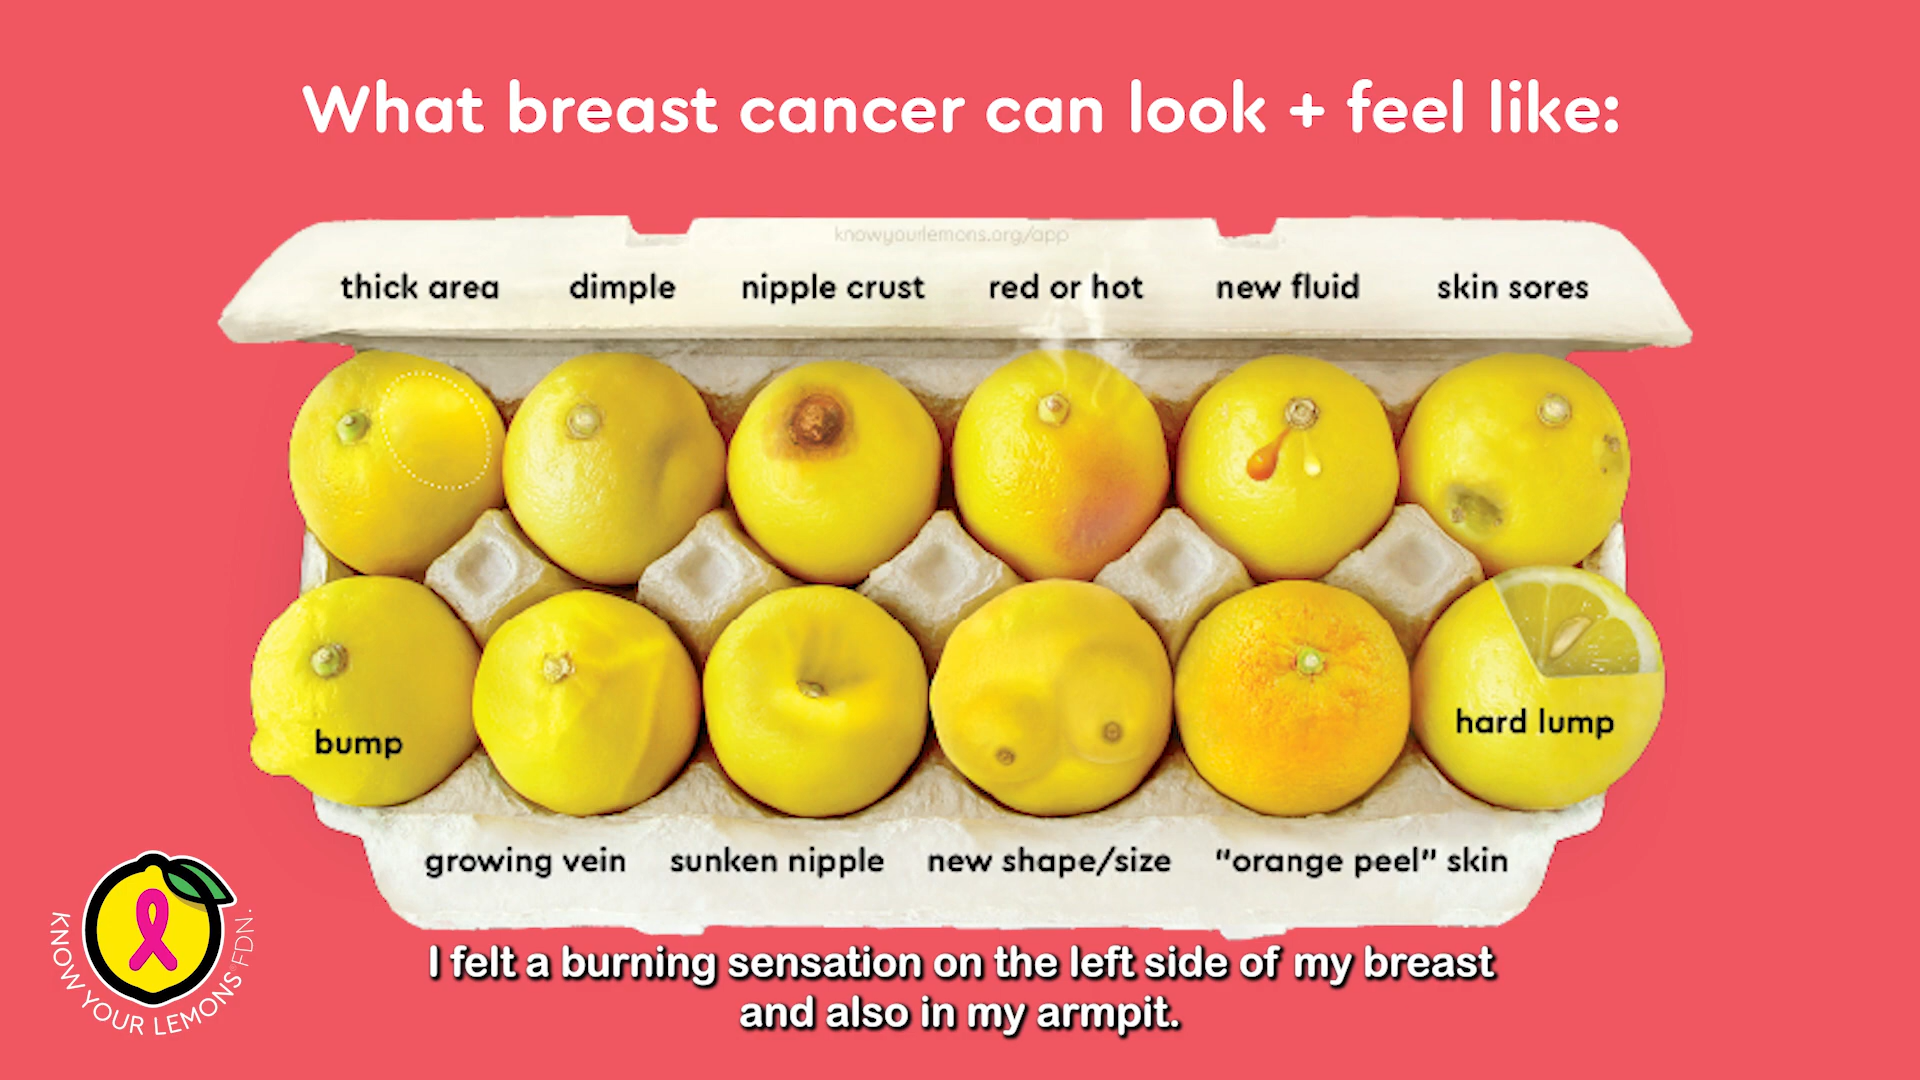 What breast cancer can look + feel like:
knowyourlemons.org/app
thick area
dimple
nipple crust
red or hot
new fluid
skin sores
bump
hard lump
growing vein
sunken nipple
new shape/size
“orange peel” skin
KNOW YOUR LEMONS FDN.
I felt a burning sensation on the left side of my breast
and also in my armpit.